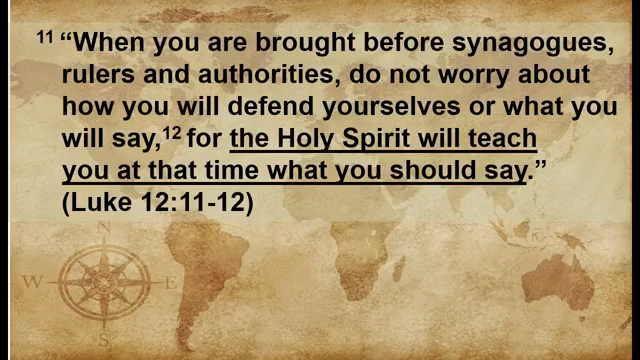 11 “When you are brought before synagogues,
rulers and authorities, do not worry about
how you will defend yourselves or what you
will say,12 for the Holy Spirit will teach
you at that time what you should say.”
(Luke 12:11-12)
N
W E
S